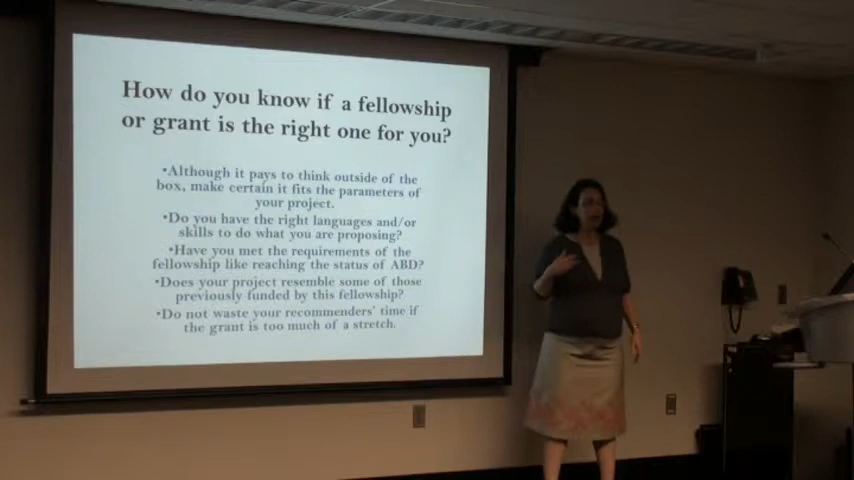 How do you know if a fellowship
or grant is the right one for you?
•Although it pays to think outside of the
box, make certain it fits the parameters of
your project.
•Do you have the right languages and/or
skills to do what you are proposing?
•Have you met the requirements of the
fellowship like reaching the status of ABD?
•Does your project resemble some of those
previously funded by this fellowship?
•Do not waste your recommenders' time if
the grant is too much of a stretch.